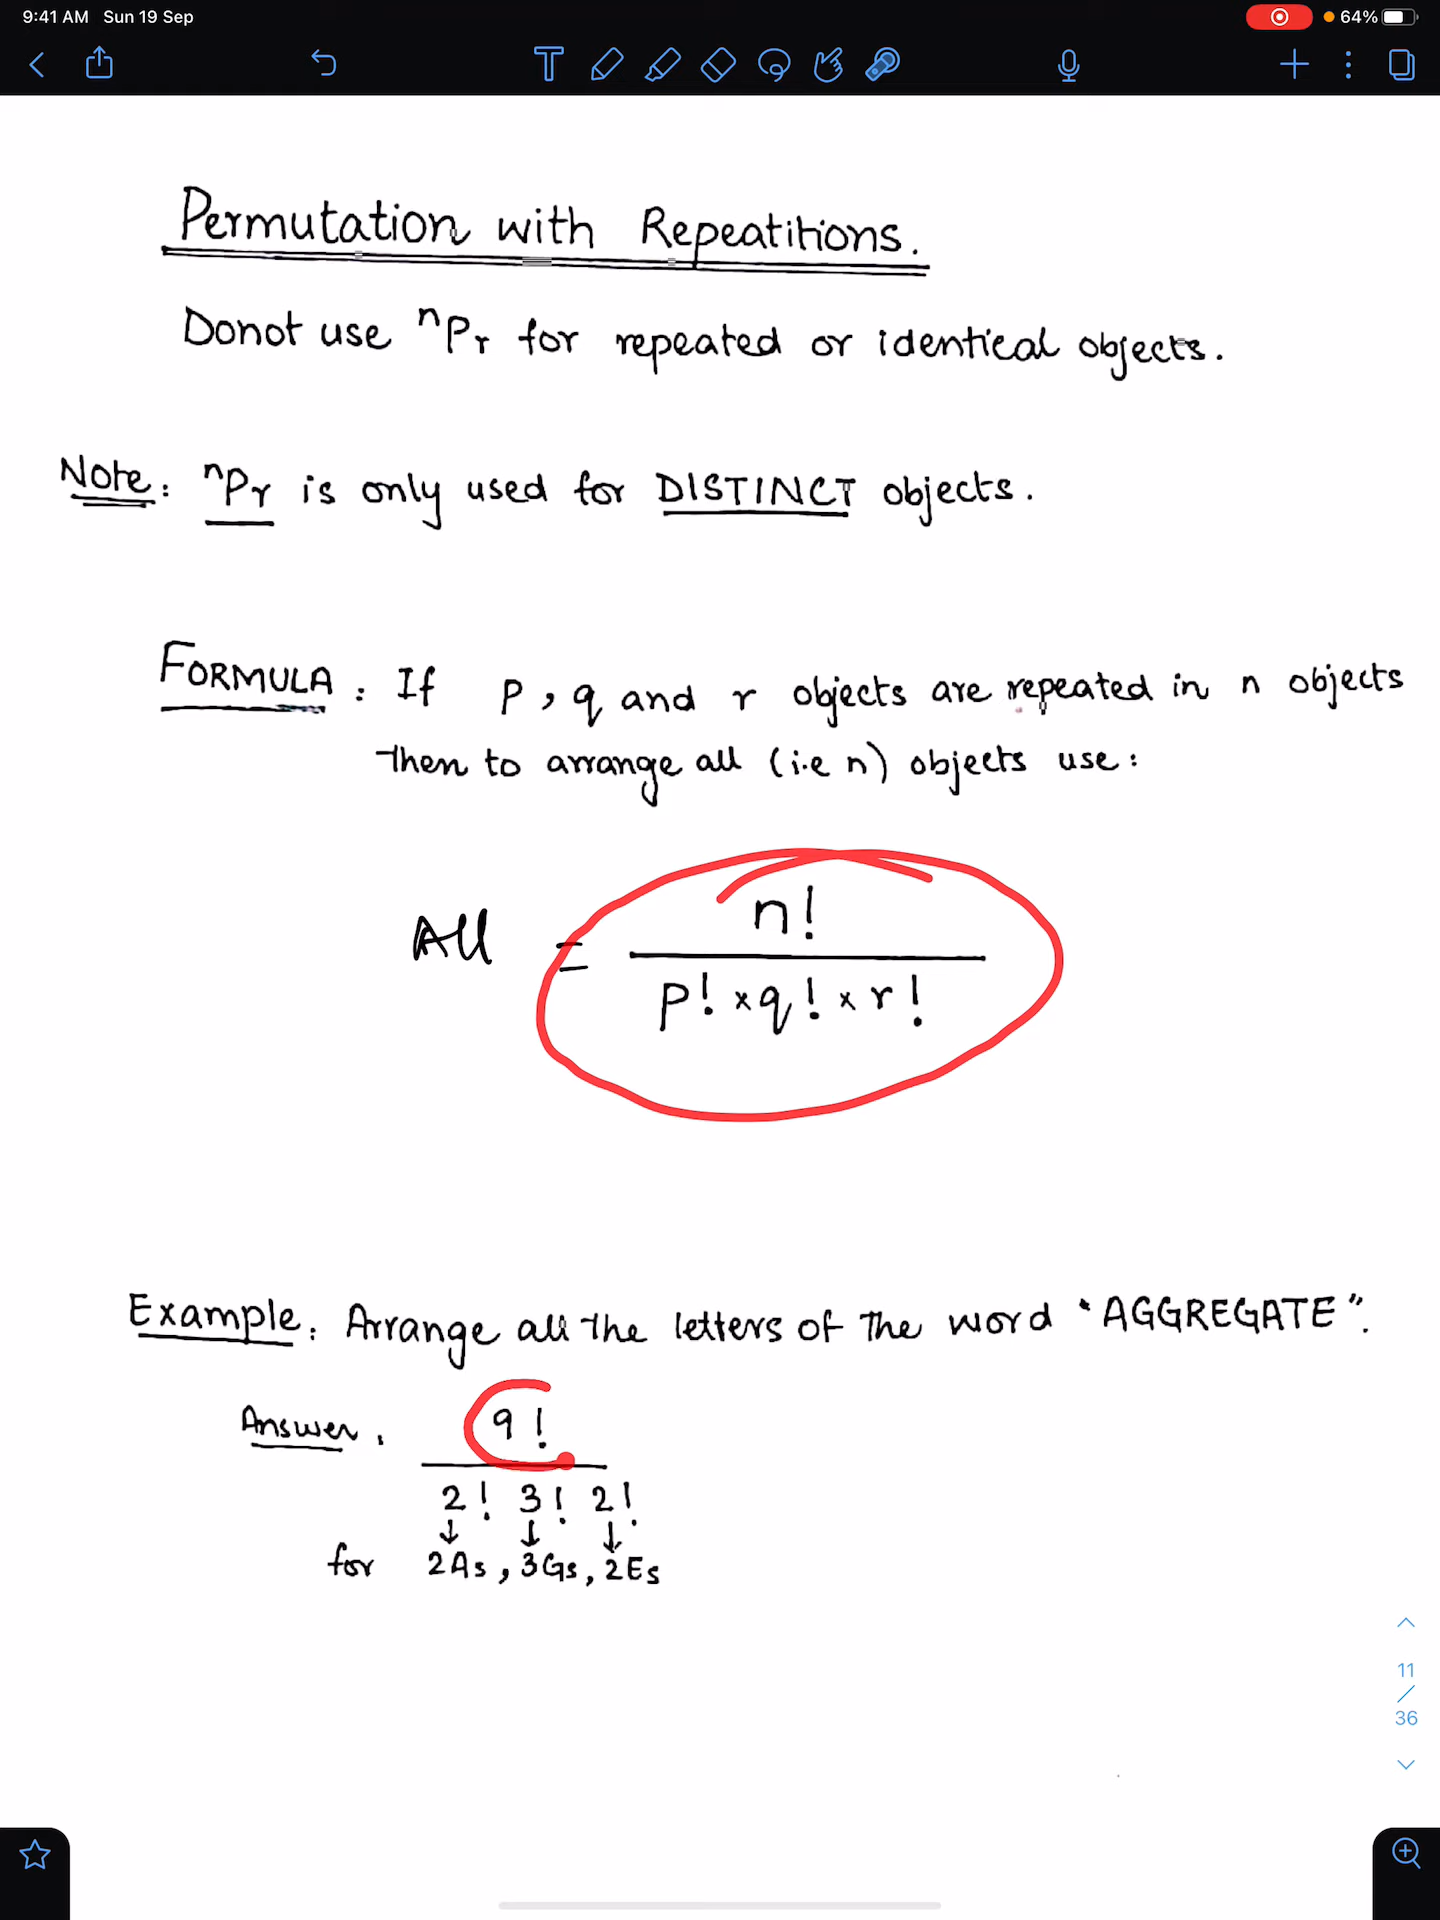 9:41 AM Sun 19 Sep
64%
Permutation with Repeatitions.
Donot use ⁿPᵣ for repeated or identical objects.
Note: ⁿPᵣ is only used for DISTINCT objects.
FORMULA: If p, q and r objects are repeated in n objects
then to arrange all (i.e n) objects use:
All = n!
p! × q! × r!
Example: Arrange all the letters of the word "AGGREGATE".
Answer: 9!
2! 3! 2!
↓ ↓ ↓
for 2As, 3Gs, 2Es
11
/
36